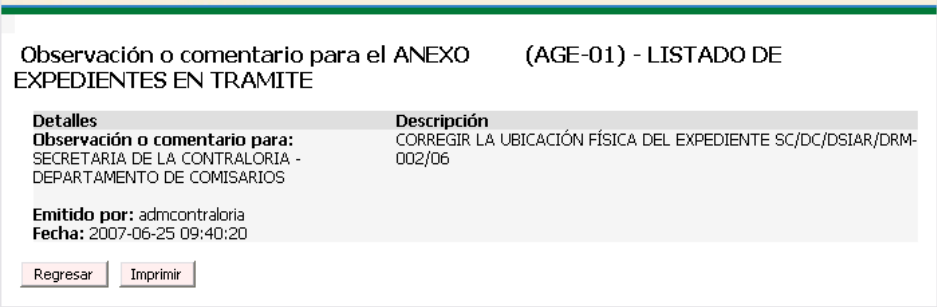 Observación o comentario para el ANEXO (AGE-01) - LISTADO DE
EXPEDIENTES EN TRAMITE
Detalles Descripción
Observación o comentario para: CORREGIR LA UBICACIÓN FÍSICA DEL EXPEDIENTE SC/DC/DSIAR/DRM-
SECRETARIA DE LA CONTRALORIA - 002/06
DEPARTAMENTO DE COMISARIOS
Emitido por: admcontraloria
Fecha: 2007-06-25 09:40:20
Regresar Imprimir